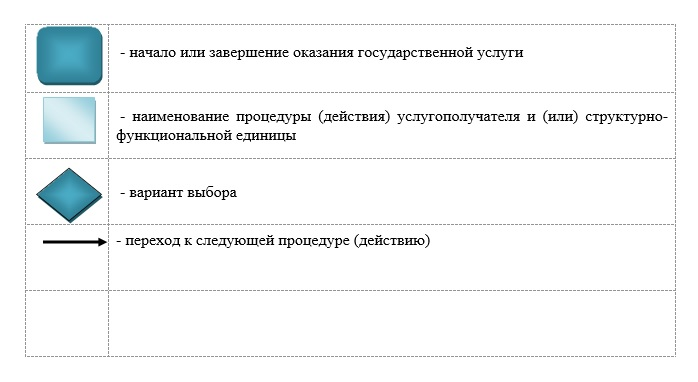 - начало или завершение оказания государственной услуги
- наименование процедуры (действия) услугополучателя и (или) структурно-
функциональной единицы
- вариант выбора
- переход к следующей процедуре (действию)